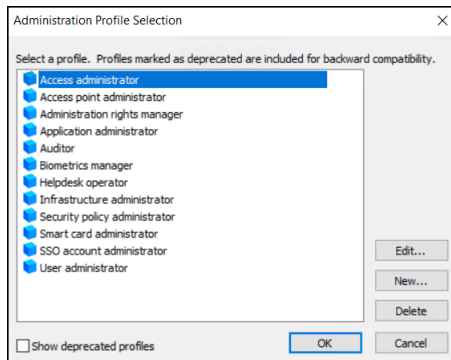 Administration Profile Selection
Select a profile.  Profiles marked as deprecated are included for backward compatibility.
Access administrator
Access point administrator
Administration rights manager
Application administrator
Auditor
Biometrics manager
Helpdesk operator
Infrastructure administrator
Security policy administrator
Smart card administrator
SSO account administrator
User administrator
Edit...
New...
Delete
Show deprecated profiles
OK
Cancel